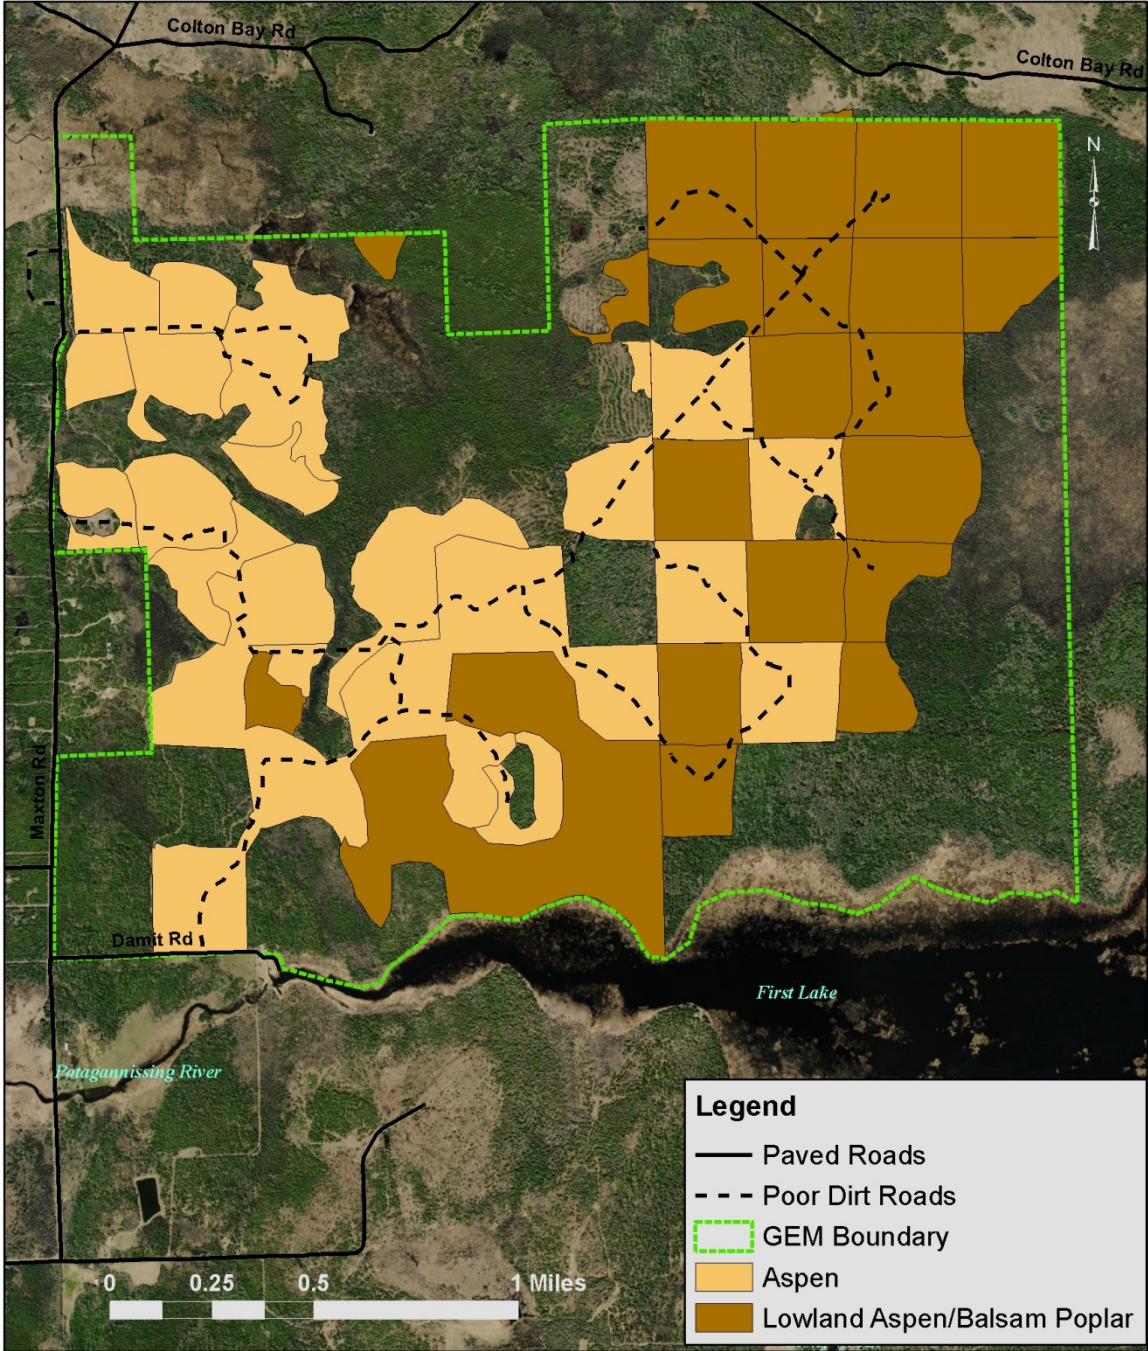 Colton Bay Rd
Colton Bay Rd
N
Maxton Rd
Damit Rd
First Lake
Potagannissing River
Legend
Paved Roads
Poor Dirt Roads
GEM Boundary
Aspen
Lowland Aspen/Balsam Poplar
0 0.25 0.5 1 Miles